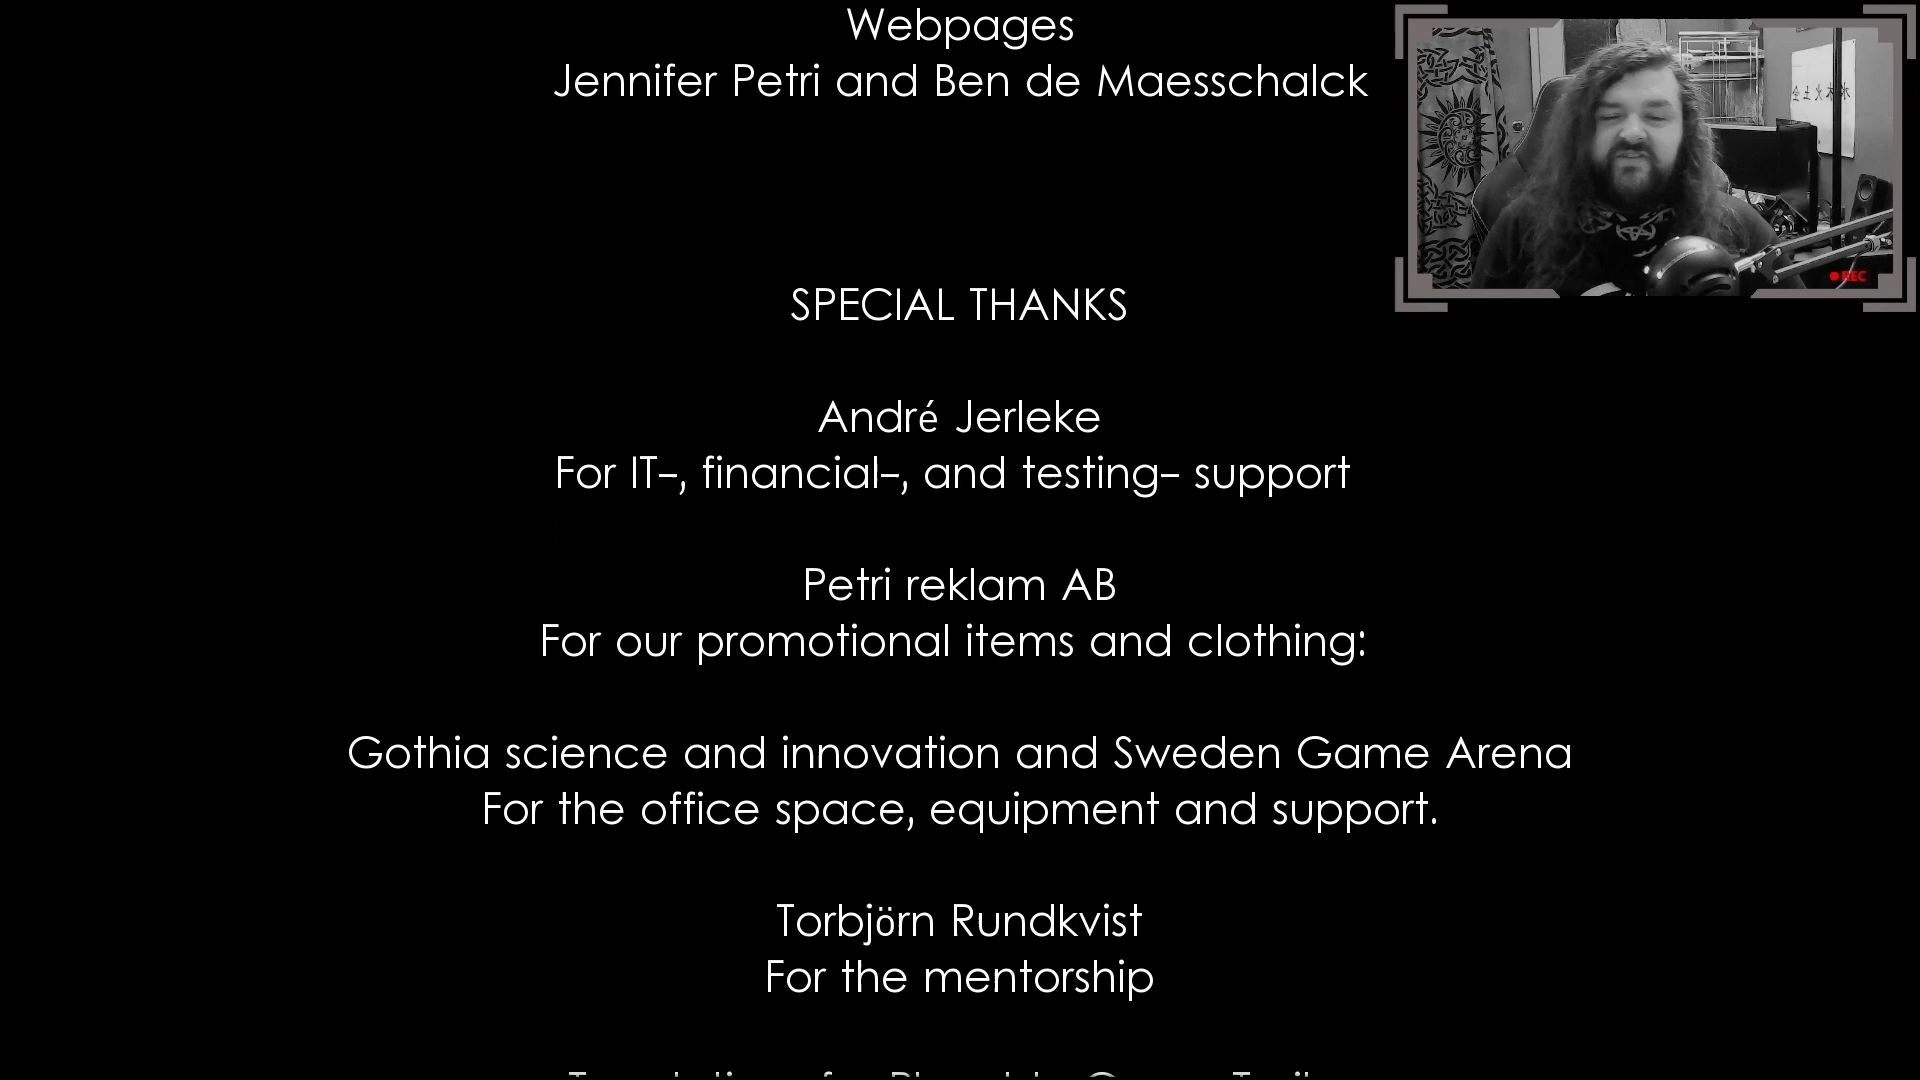 Webpages
Jennifer Petri and Ben de Maesschalck
SPECIAL THANKS
André Jerleke
For IT-, financial-, and testing- support
Petri reklam AB
For our promotional items and clothing:
Gothia science and innovation and Sweden Game Arena
For the office space, equipment and support.
Torbjörn Rundkvist
For the mentorship
REC